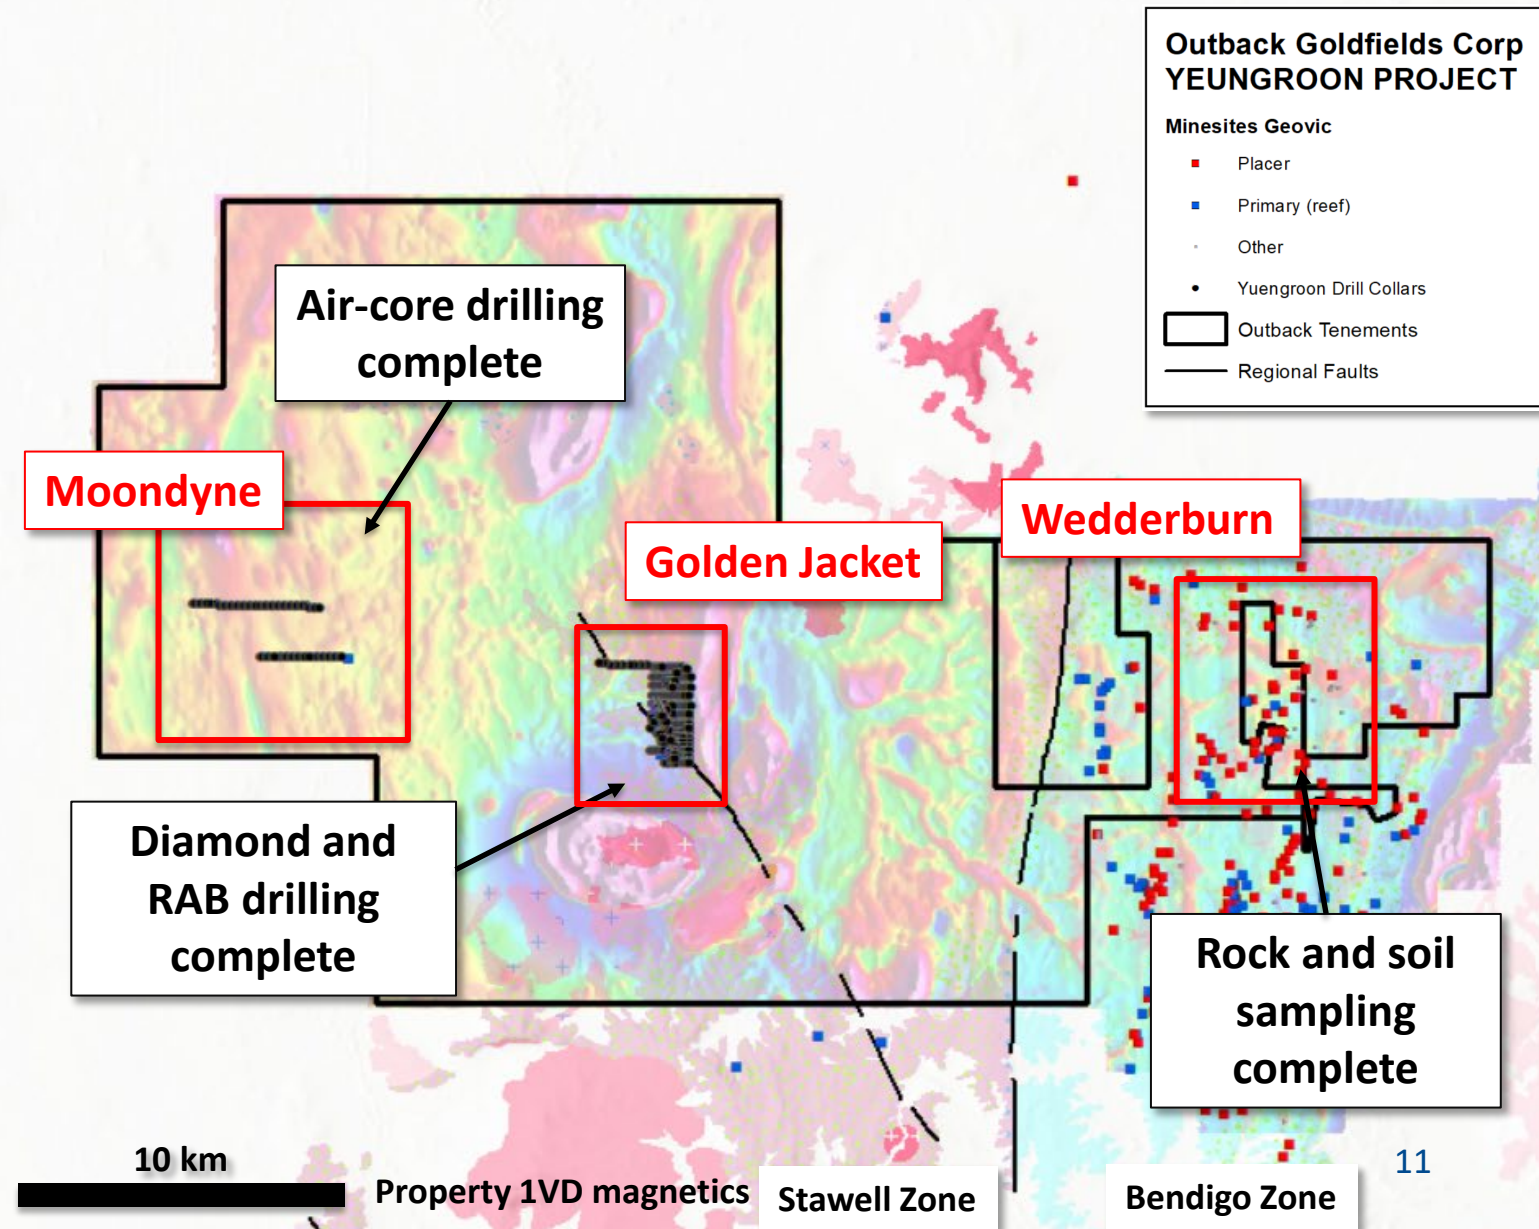 Outback Goldfields Corp
YEUNGROON PROJECT
Minesites Geovic
Placer
Primary (reef)
Other
Yuengroon Drill Collars
Outback Tenements
Regional Faults
Air-core drilling
complete
Moondyne
Golden Jacket
Wedderburn
Diamond and
RAB drilling
complete
Rock and soil
sampling
complete
10 km
Property 1VD magnetics
Stawell Zone
Bendigo Zone
11